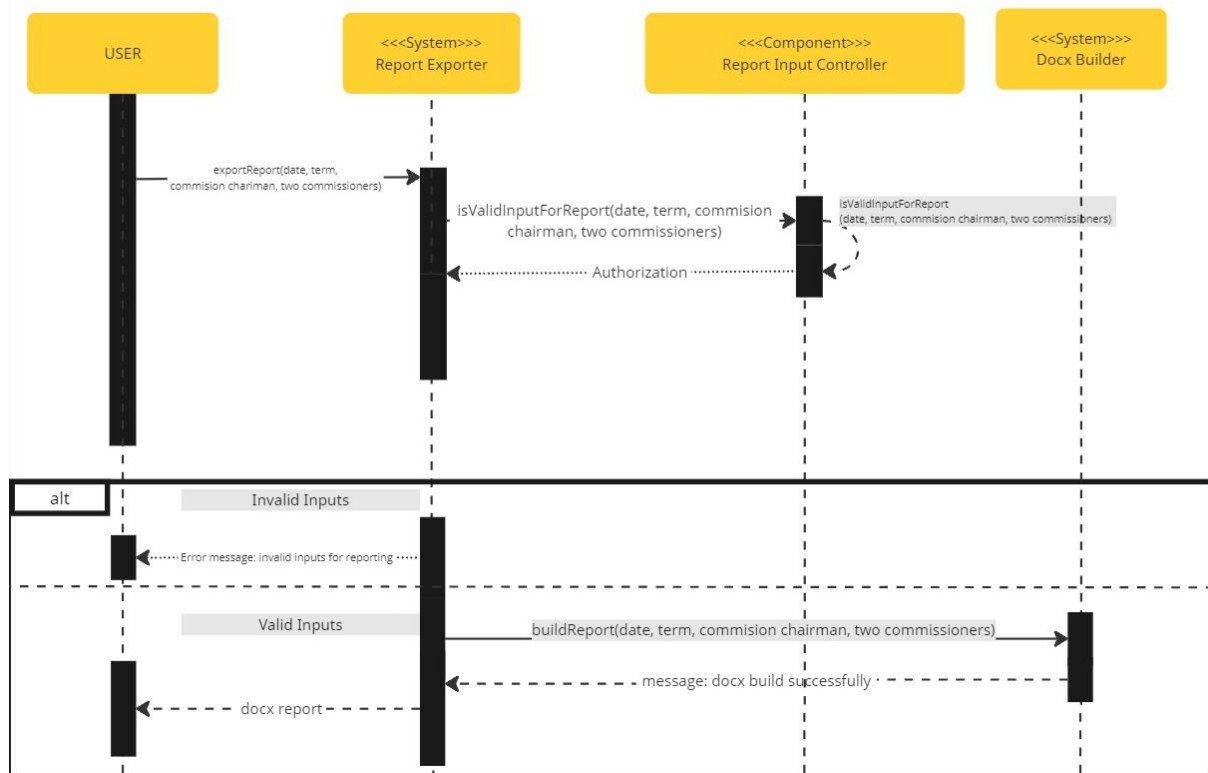 USER
<<<System>>>
Report Exporter
<<<Component>>>
Report Input Controller
<<<System>>>
Docx Builder
exportReport(date, term,
commision chariman, two commissioners)
isValidInputForReport(date, term, commision
chairman, two commissioners)
isValidInputForReport
(date, term, commision chairman, two commissioners)
Authorization
alt
Invalid Inputs
Error message: invalid inputs for reporting
Valid Inputs
buildReport(date, term, commision chairman, two commissioners)
message: docx build successfully
docx report